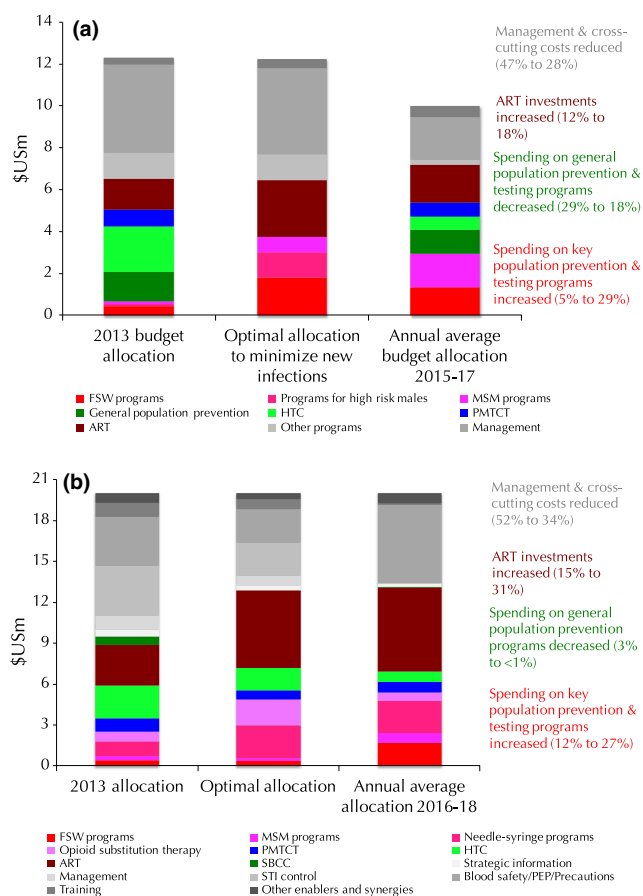 (a)
14
12
10
8
6
4
2
0
$USm
2013 budget
allocation
Optimal allocation
to minimize new
infections
Annual average
budget allocation
2015-17
Management & cross-
cutting costs reduced
(47% to 28%)
ART investments
increased (12% to
18%)
Spending on general
population prevention &
testing programs
decreased (29% to 18%)
Spending on key
population prevention &
testing programs
increased (5% to 29%)
FSW programs
Programs for high risk males
MSM programs
General population prevention
HTC
PMTCT
ART
Other programs
Management
(b)
21
18
15
12
9
6
3
0
$USm
2013 allocation
Optimal allocation
Annual average
allocation 2016-18
Management & cross-
cutting costs reduced
(52% to 34%)
ART investments
increased (15% to
31%)
Spending on general
population prevention
programs decreased (3%
to <1%)
Spending on key
population prevention &
testing programs
increased (12% to 27%)
FSW programs
MSM programs
Needle-syringe programs
Opioid substitution therapy
PMTCT
HTC
ART
SBCC
Strategic information
Management
STI control
Blood safety/PEP/Precautions
Training
Other enablers and synergies